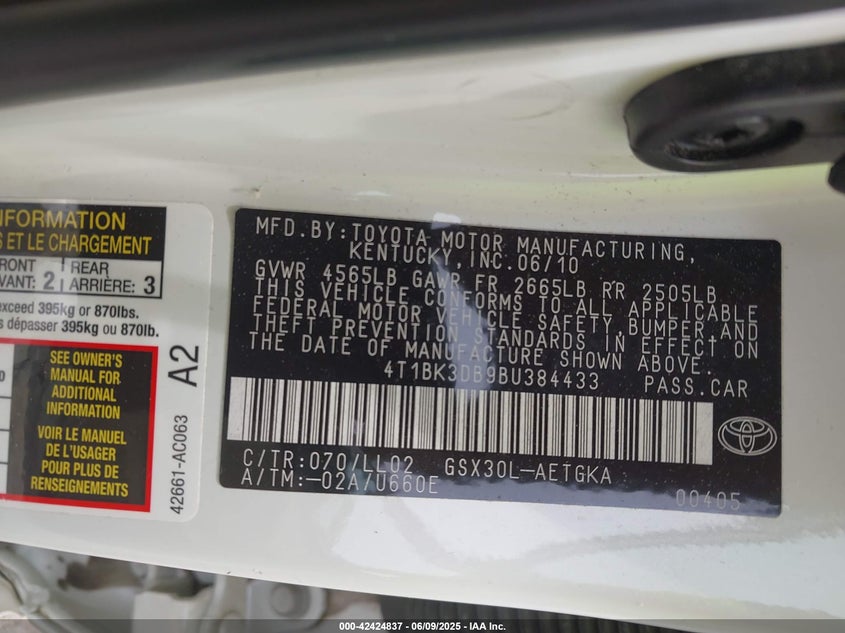 NFORMATION
S ET LE CHARGEMENT
FRONT
VANT: 2
REAR
ARRIÈRE: 3
exceed 395kg or 870lbs.
s dépasser 395kg ou 870lb.
SEE OWNER'S
MANUAL FOR
ADDITIONAL
INFORMATION
VOIR LE MANUEL
DE L'USAGER
POUR PLUS DE
RENSEIGNEMENTS
A2
42661-AC063
MFD.BY:TOYOTA MOTOR MANUFACTURING,
KENTUCKY, INC.06/10
GVWR 4565LB GAWR FR 2665LB RR 2505LB
THIS VEHICLE CONFORMS TO ALL APPLICABLE
FEDERAL MOTOR VEHICLE SAFETY, BUMPER,AND
THEFT PREVENTION STANDARDS IN EFFECT ON
THE DATE OF MANUFACTURE SHOWN ABOVE.
4T1BK3DB9BU384433 PASS.CAR
C/TR:070/LL02 GSX30L-AETGKA
A/TM:-02A/U660E
00405
000-42424837 - 06/09/2025 - IAA Inc.